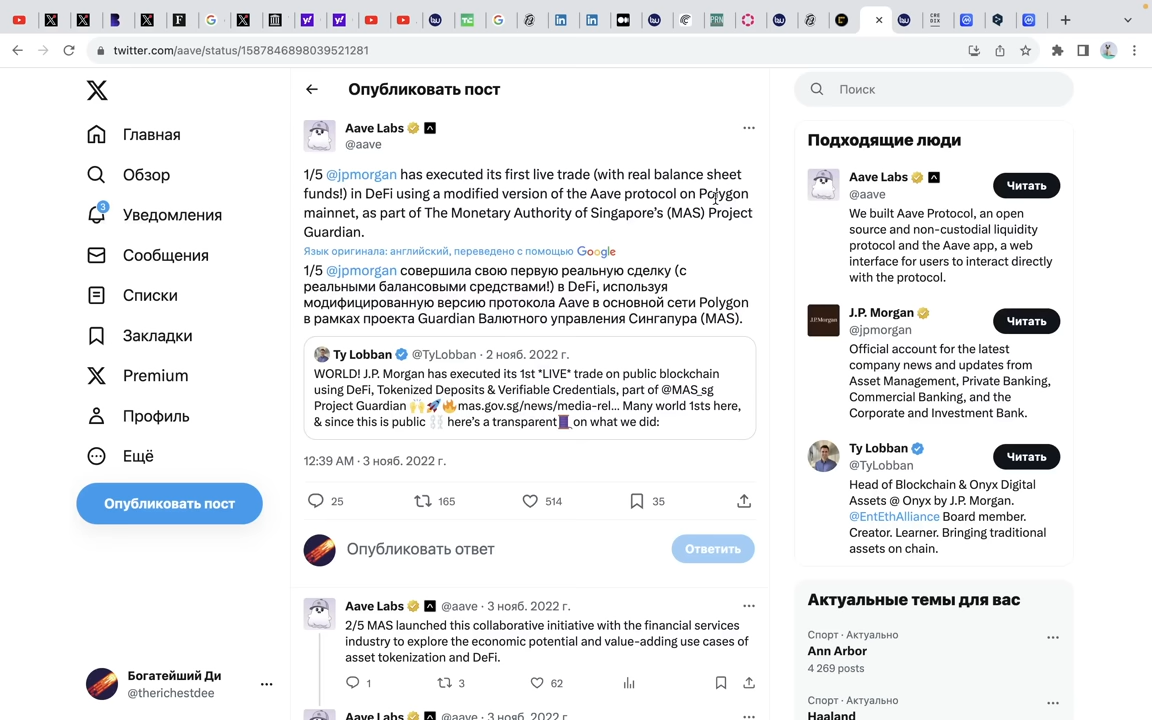 twitter.com/aave/status/1587846898039521281
Главная
Обзор
3
Уведомления
Сообщения
Списки
Закладки
Premium
Профиль
Ещё
Опубликовать пост
Богатейший Ди
@therichestdee
Опубликовать пост
Aave Labs
@aave
1/5 @jpmorgan has executed its first live trade (with real balance sheet
funds!) in DeFi using a modified version of the Aave protocol on Polygon
mainnet, as part of The Monetary Authority of Singapore’s (MAS) Project
Guardian.
Язык оригинала: английский, переведено с помощью Google
1/5 @jpmorgan совершила свою первую реальную сделку (с
реальными балансовыми средствами!) в DeFi, используя
модифицированную версию протокола Aave в основной сети Polygon
в рамках проекта Guardian Валютного управления Сингапура (MAS).
Ty Lobban @TyLobban · 2 нояб. 2022 г.
WORLD! J.P. Morgan has executed its 1st *LIVE* trade on public blockchain
using DeFi, Tokenized Deposits & Verifiable Credentials, part of @MAS_sg
Project Guardian 🙌🚀🔥mas.gov.sg/news/media-rel... Many world 1sts here,
& since this is public ⛓️ here’s a transparent🧵on what we did:
12:39 AM · 3 нояб. 2022 г.
25 165 514 35
Опубликовать ответ
Ответить
Aave Labs @aave · 3 нояб. 2022 г.
2/5 MAS launched this collaborative initiative with the financial services
industry to explore the economic potential and value-adding use cases of
asset tokenization and DeFi.
1 3 62
Aave Labs @aave · 3 нояб. 2022 г.
Поиск
Подходящие люди
Aave Labs
@aave
Читать
We built Aave Protocol, an open
source and non-custodial liquidity
protocol and the Aave app, a web
interface for users to interact directly
with the protocol.
J.P.Morgan
J.P. Morgan
@jpmorgan
Читать
Official account for the latest
company news and updates from
Asset Management, Private Banking,
Commercial Banking, and the
Corporate and Investment Bank.
Ty Lobban
@TyLobban
Читать
Head of Blockchain & Onyx Digital
Assets @ Onyx by J.P. Morgan.
@EntEthAlliance Board member.
Creator. Learner. Bringing traditional
assets on chain.
Актуальные темы для вас
Спорт · Актуально
Ann Arbor
4 269 posts
Спорт · Актуально
Haaland